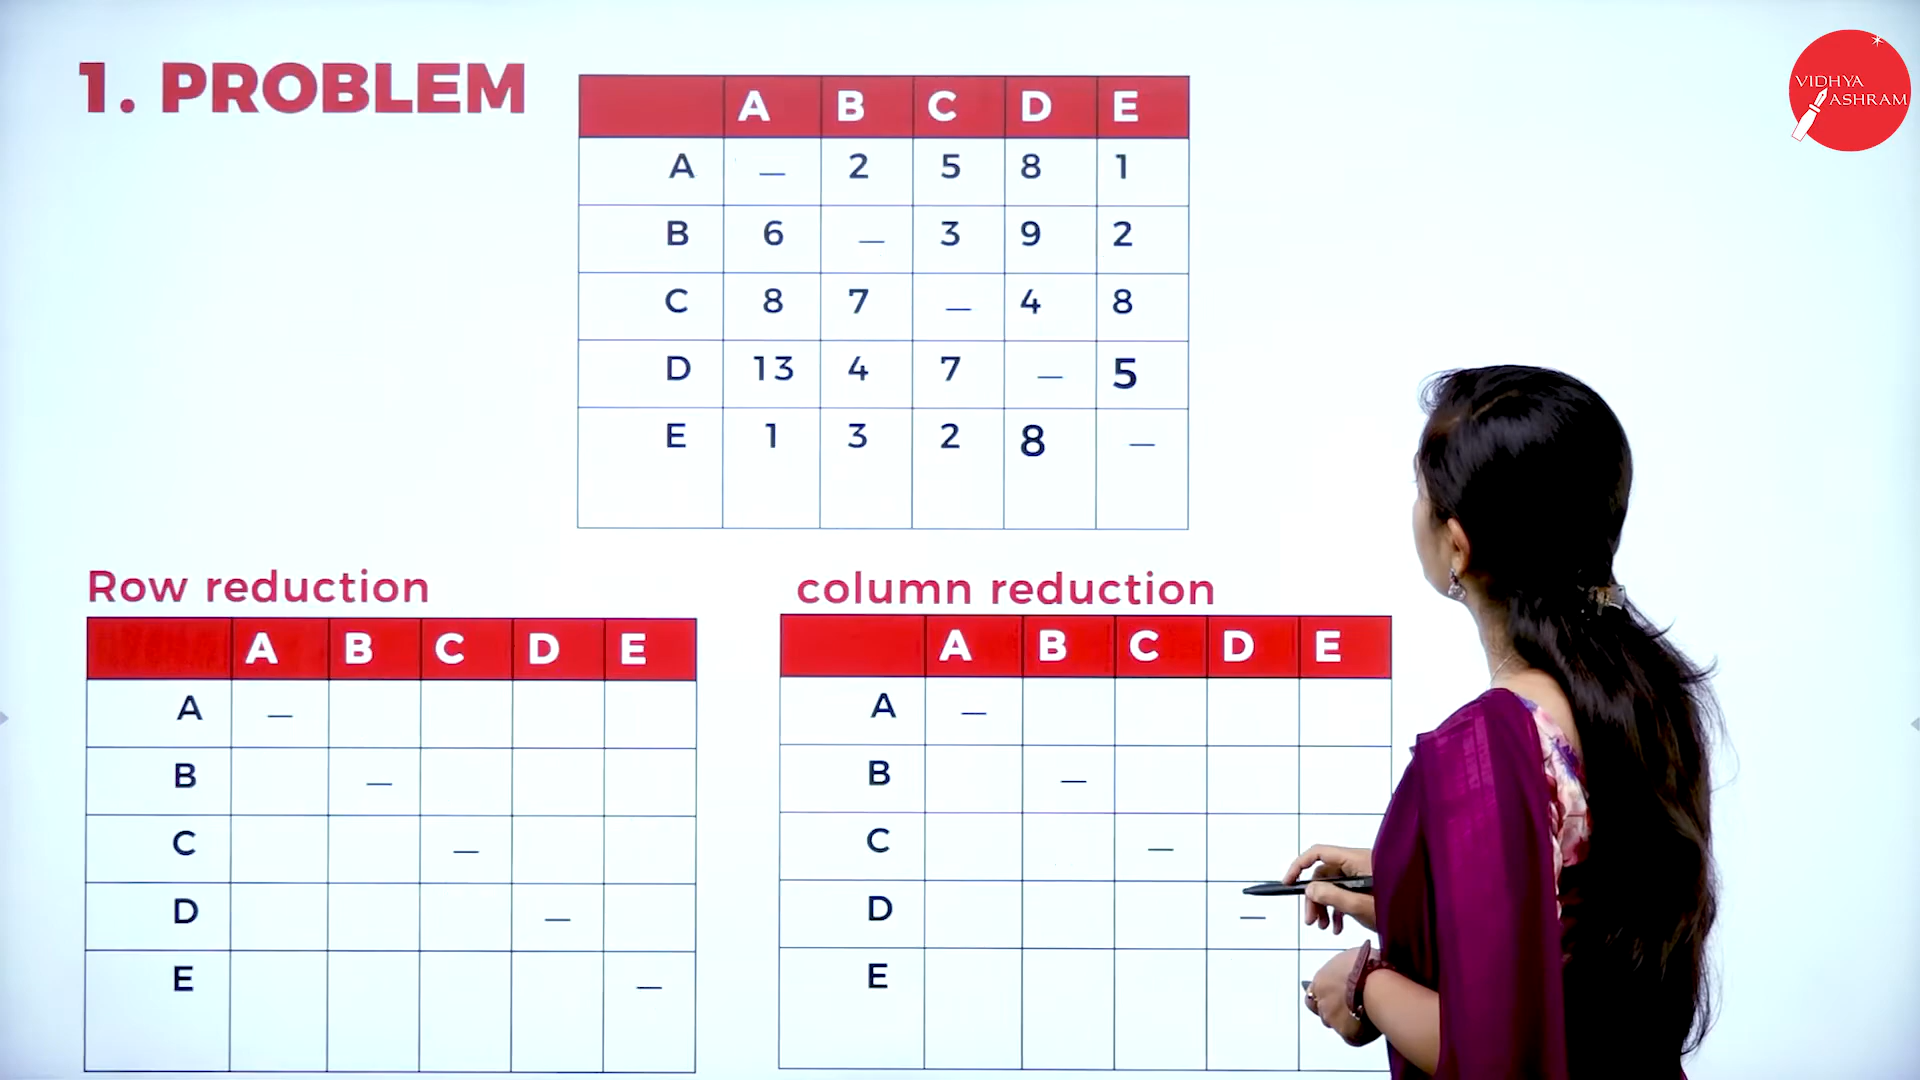 1. PROBLEM
A B C D E
A — 2 5 8 1
B 6 — 3 9 2
C 8 7 — 4 8
D 13 4 7 — 5
E 1 3 2 8 —
VIDHYA
ASHRAM
Row reduction
A B C D E
A —
B —
C —
D —
E —
column reduction
A B C D E
A —
B —
C —
D —
E